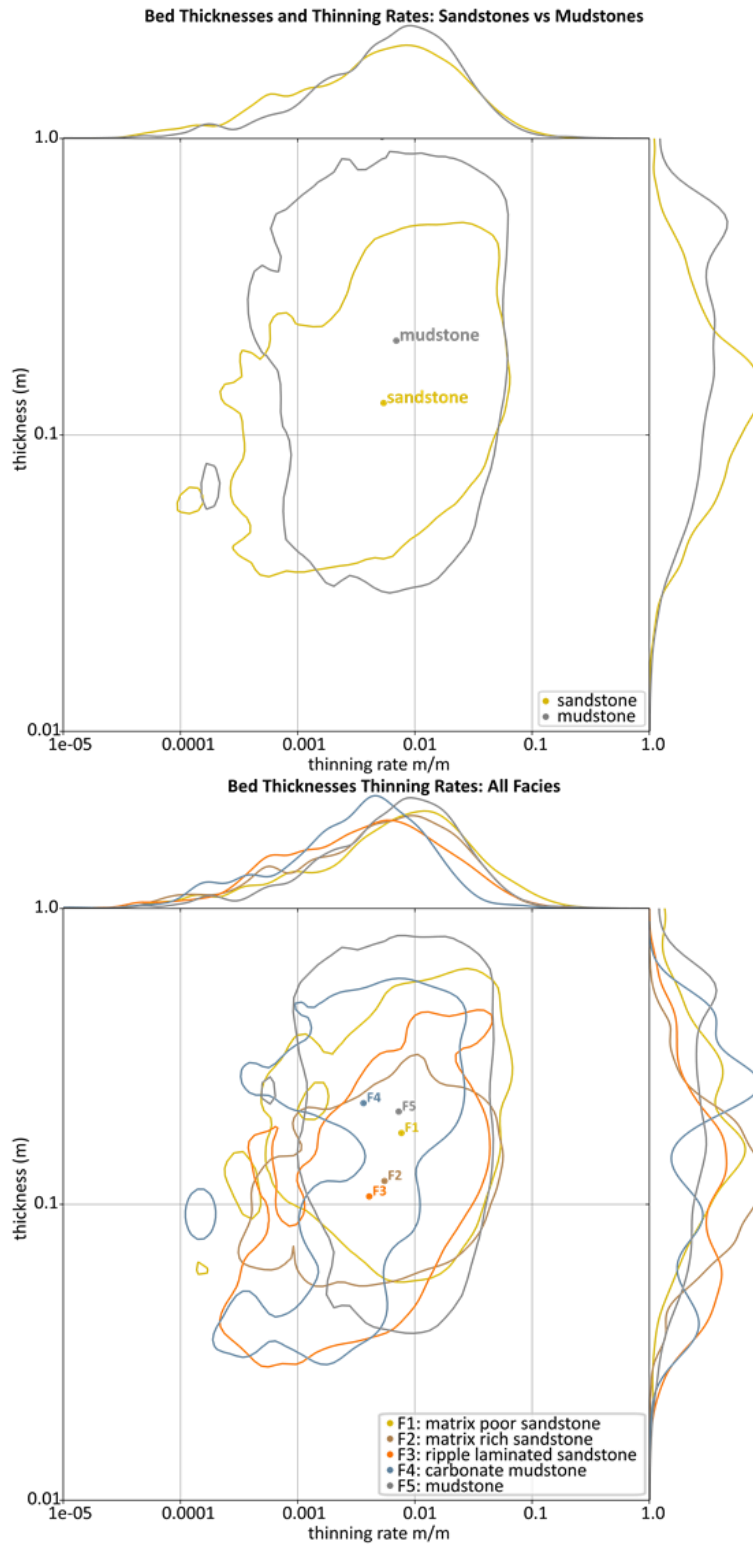 Bed Thicknesses and Thinning Rates: Sandstones vs Mudstones
1.0
mudstone
sandstone
thickness (m)
0.1
sandstone
mudstone
0.01
1e-05 0.0001 0.001 0.01 0.1 1.0
thinning rate m/m
Bed Thicknesses Thinning Rates: All Facies
1.0
F4
F5
F1
F2
F3
thickness (m)
0.1
F1: matrix poor sandstone
F2: matrix rich sandstone
F3: ripple laminated sandstone
F4: carbonate mudstone
F5: mudstone
0.01
1e-05 0.0001 0.001 0.01 0.1 1.0
thinning rate m/m